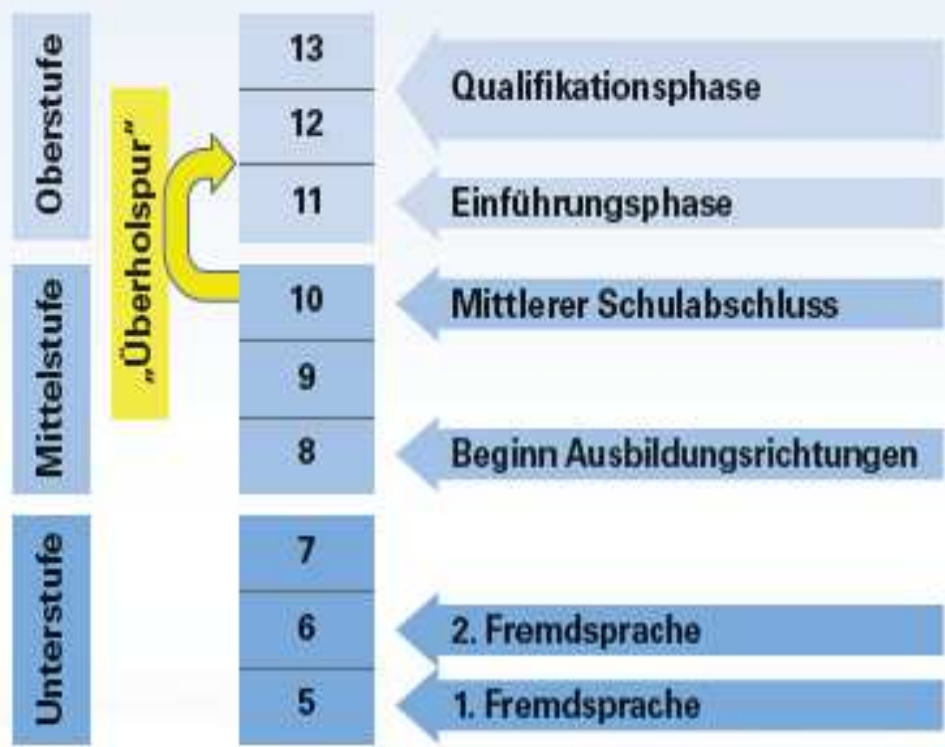 Oberstufe
„Überholspur“
13
12
11
Qualifikationsphase
Einführungsphase
Mittelstufe
10
9
8
Mittlerer Schulabschluss
Beginn Ausbildungsrichtungen
Unterstufe
7
6
5
2. Fremdsprache
1. Fremdsprache